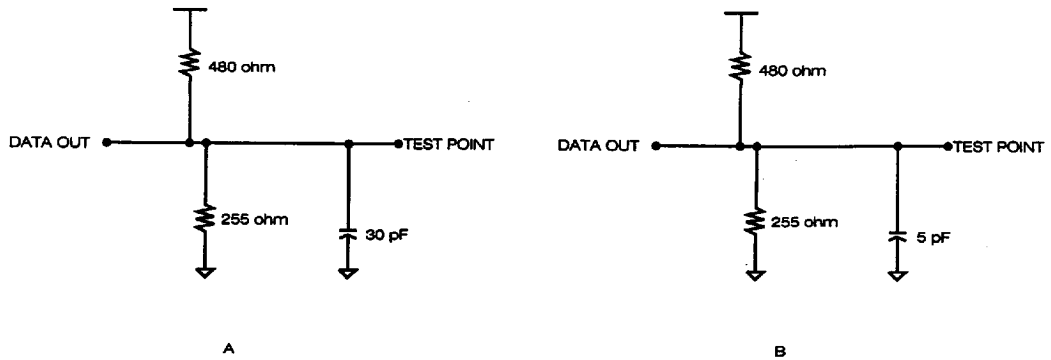 480 ohm
DATA OUT
TEST POINT
255 ohm
30 pF
A
480 ohm
DATA OUT
TEST POINT
255 ohm
5 pF
B